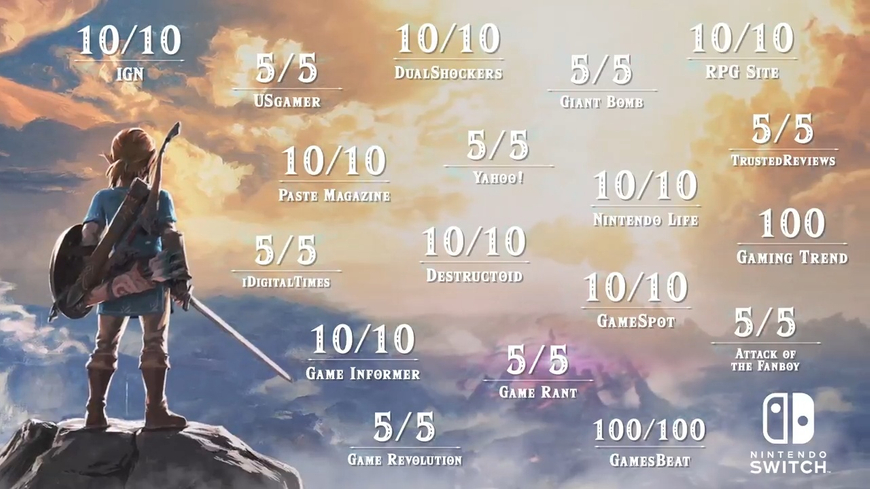 10/10
IGN
5/5
USGAMER
10/10
DUALSHOCKERS
5/5
GIANT BOMB
10/10
RPG SITE
5/5
TRUSTEDREVIEWS
10/10
PASTE MAGAZINE
5/5
YAHOO!
10/10
NINTENDO LIFE
100
GAMING TREND
5/5
iDIGITALTIMES
10/10
DESTRUCTOID
10/10
GAMESPOT
5/5
ATTACK OF
THE FANBOY
10/10
GAME INFORMER
5/5
GAME RANT
5/5
GAME REVOLUTION
100/100
GAMESBEAT
NINTENDO
SWITCH